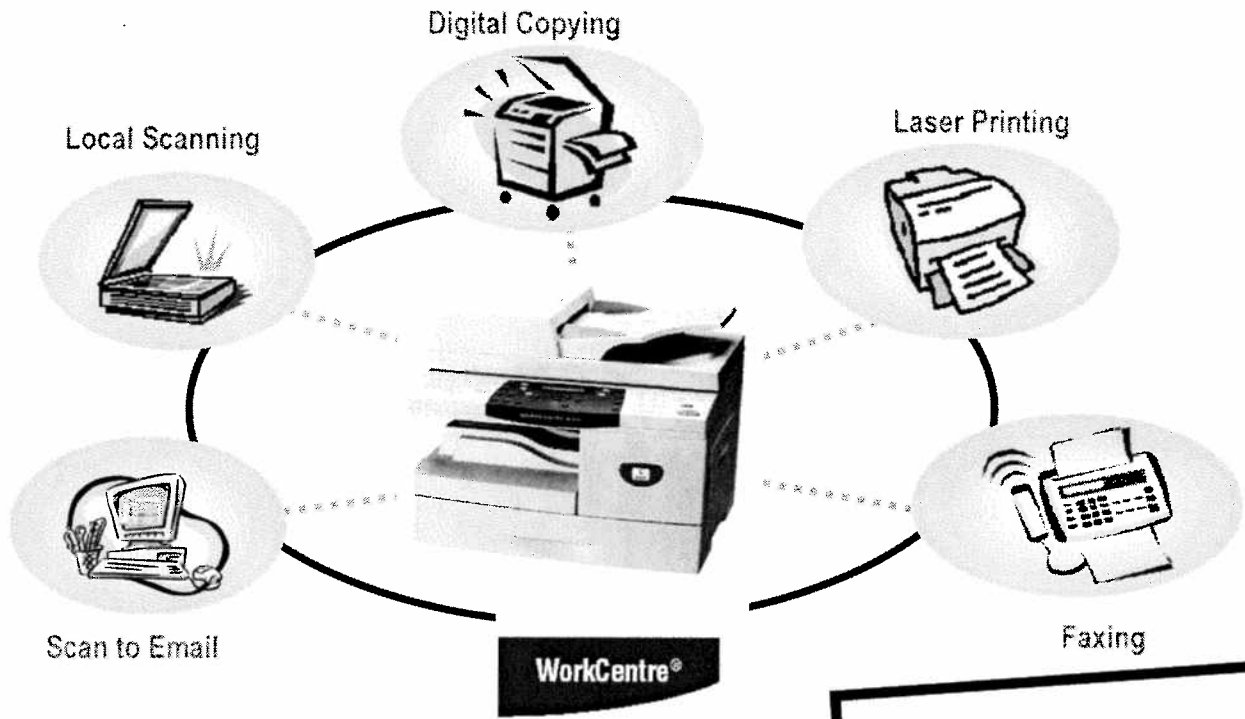 Digital Copying
Local Scanning
Laser Printing
Scan to Email
Faxing
WorkCentre®